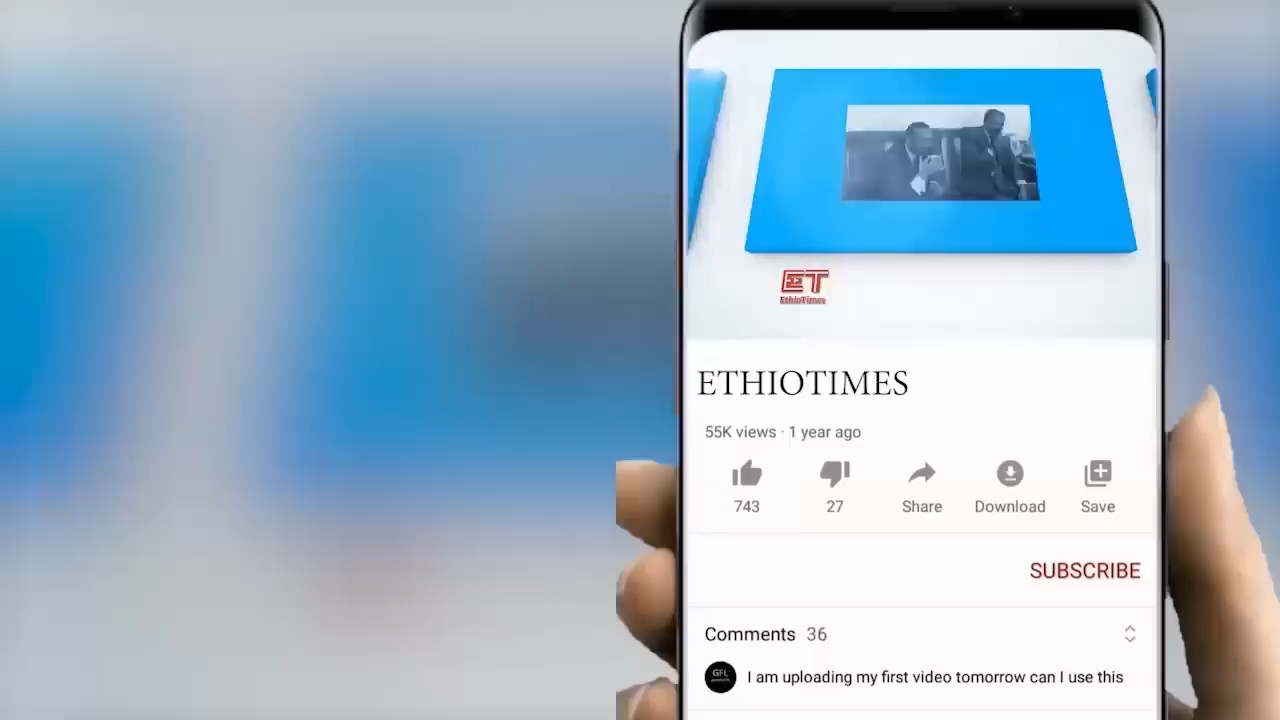 ET
EthioTimes
ETHIOTIMES
55K views · 1 year ago
743
27
Share
Download
Save
SUBSCRIBE
Comments 36
GFL
I am uploading my first video tomorrow can I use this